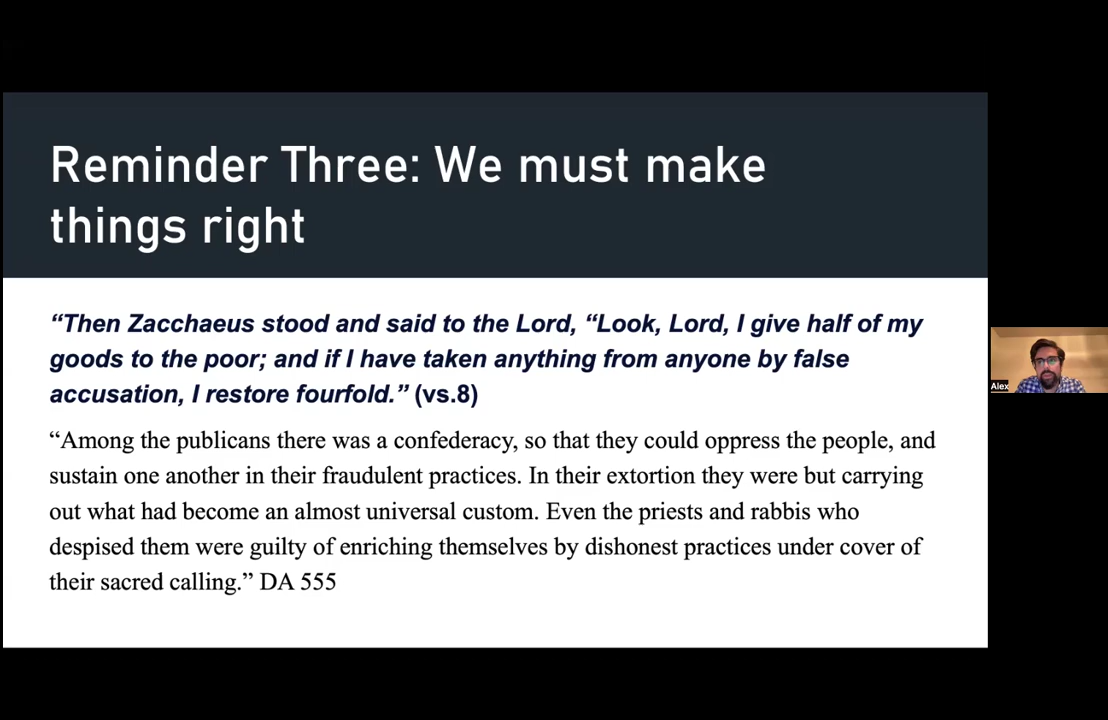 Reminder Three: We must make
things right
“Then Zacchaeus stood and said to the Lord, “Look, Lord, I give half of my
goods to the poor; and if I have taken anything from anyone by false
accusation, I restore fourfold.” (vs.8)
“Among the publicans there was a confederacy, so that they could oppress the people, and
sustain one another in their fraudulent practices. In their extortion they were but carrying
out what had become an almost universal custom. Even the priests and rabbis who
despised them were guilty of enriching themselves by dishonest practices under cover of
their sacred calling.” DA 555
Alex